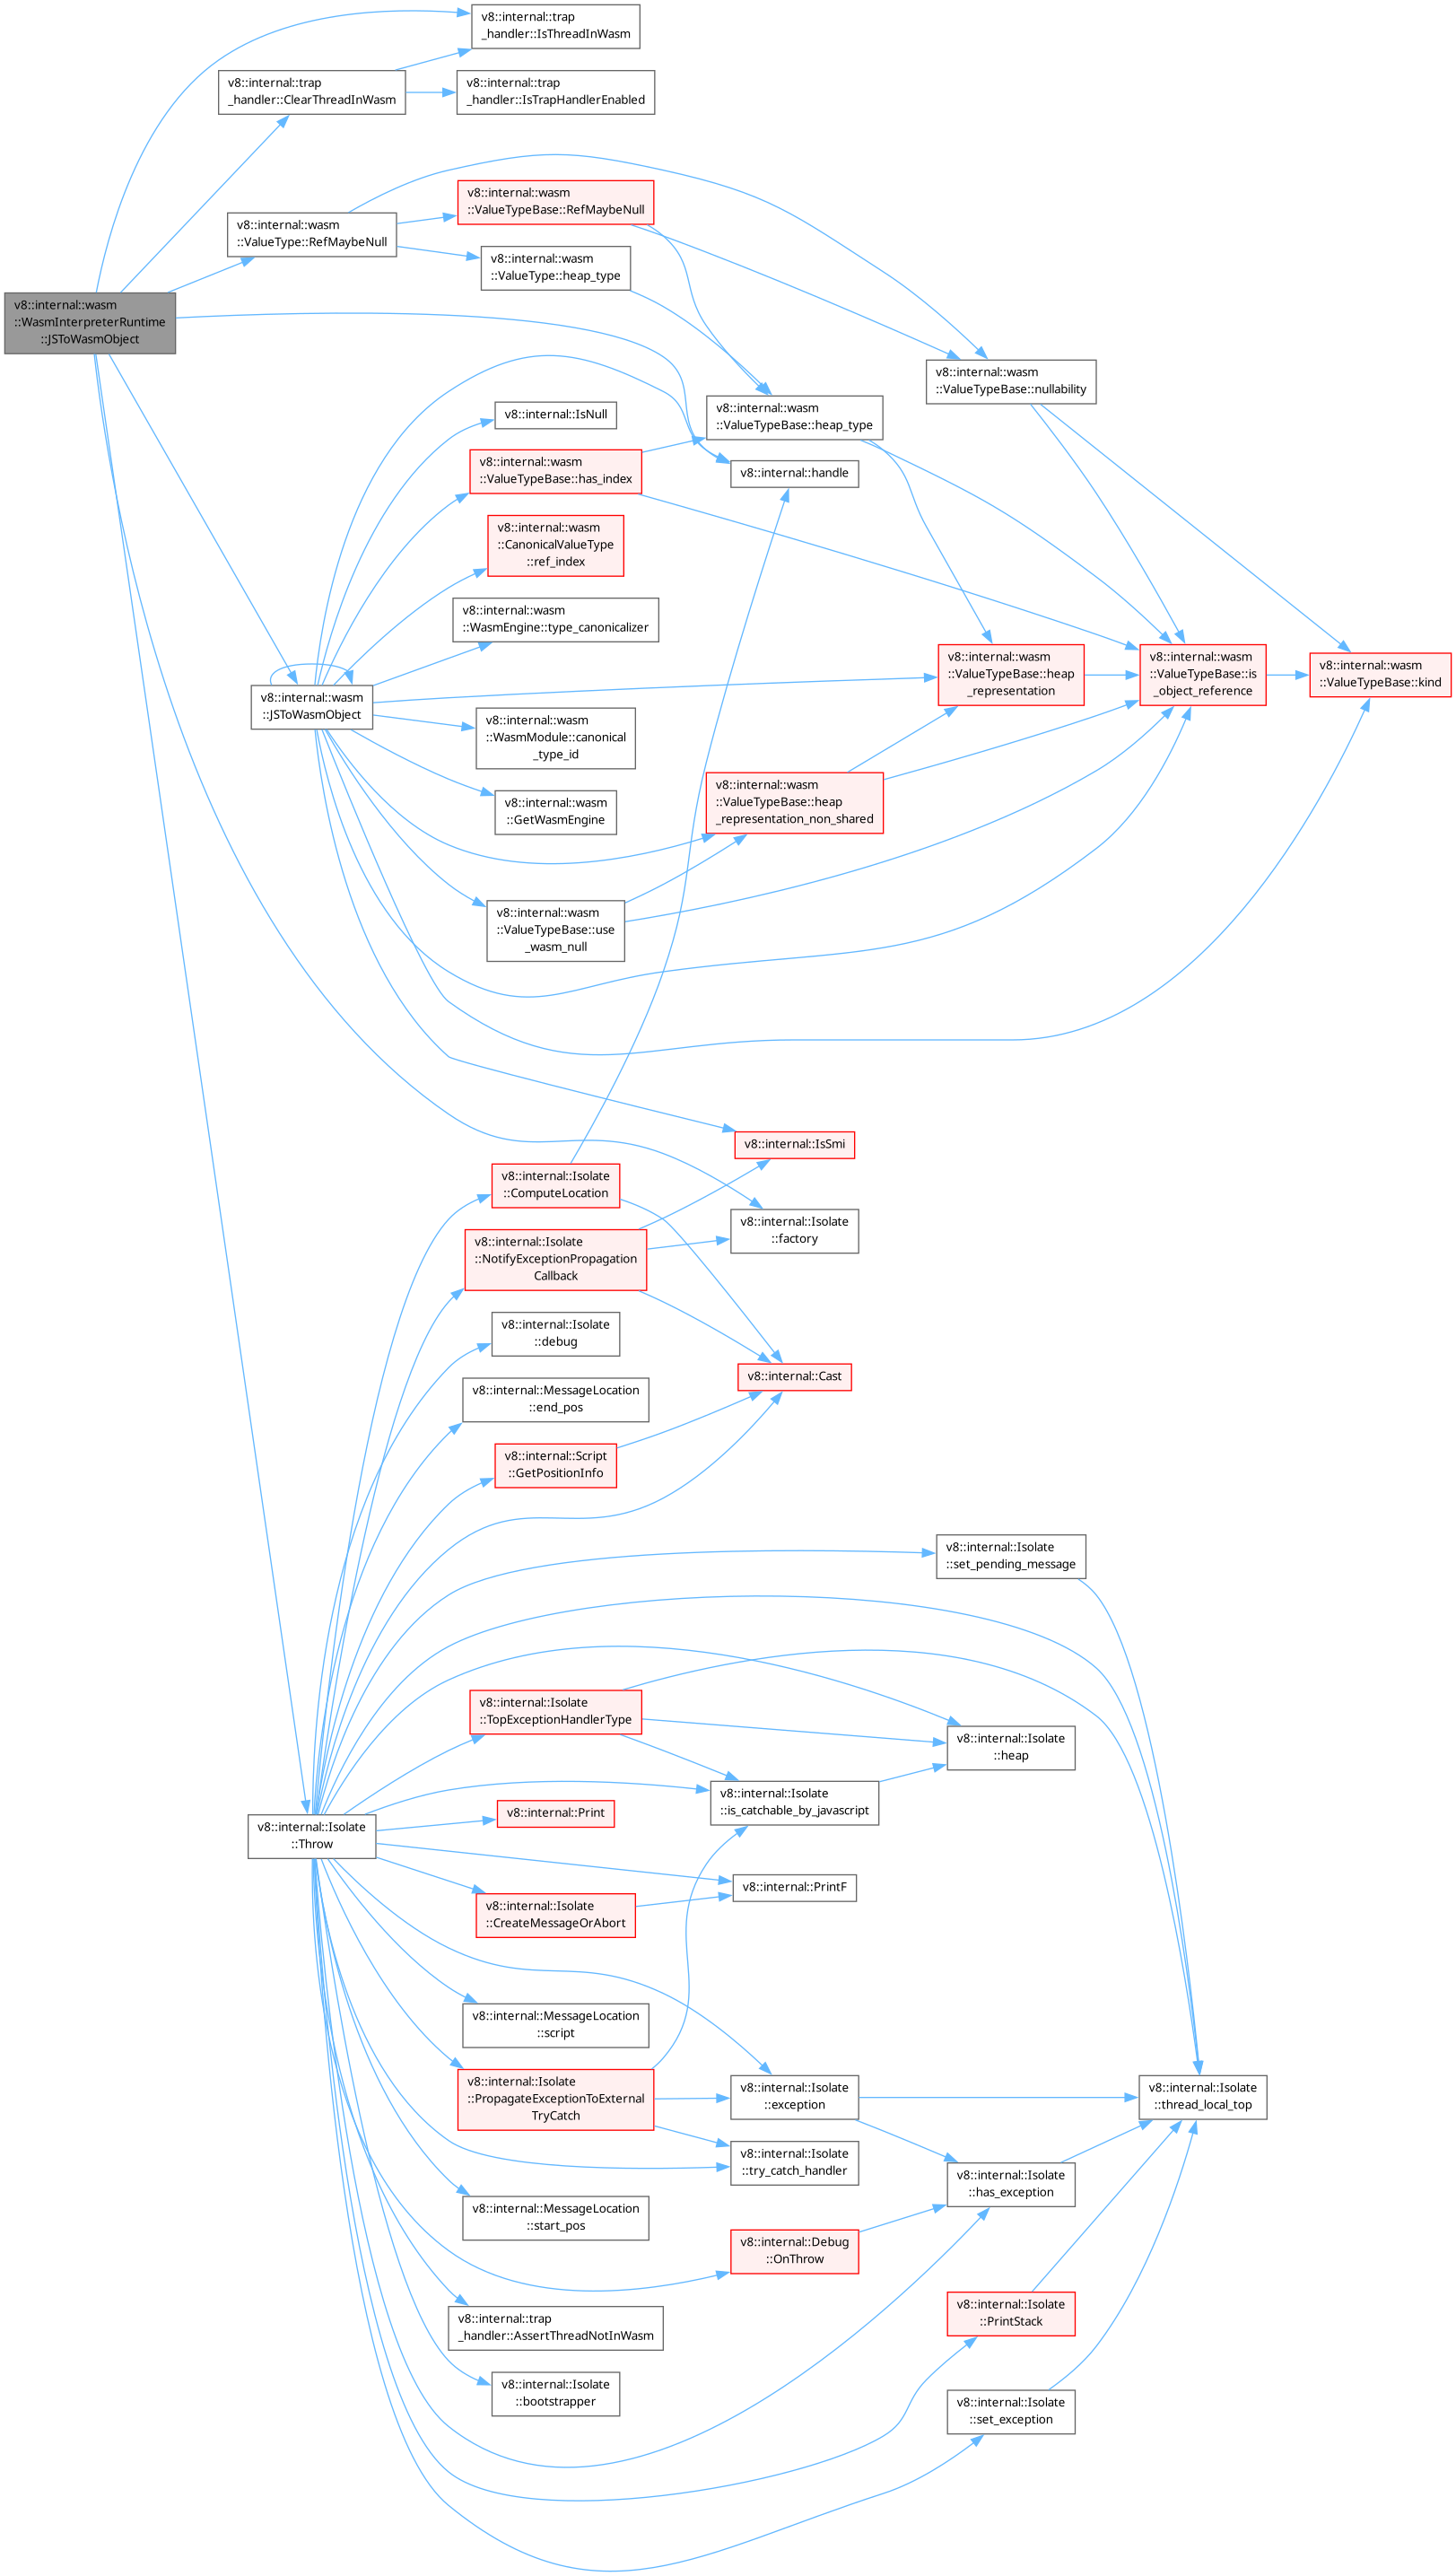 v8::internal::trap
_handler::IsThreadInWasm
v8::internal::trap
_handler::ClearThreadInWasm
v8::internal::trap
_handler::IsTrapHandlerEnabled
v8::internal::wasm
::ValueTypeBase::RefMaybeNull
v8::internal::wasm
::ValueType::RefMaybeNull
v8::internal::wasm
::ValueType::heap_type
v8::internal::wasm
::WasmInterpreterRuntime
::JSToWasmObject
v8::internal::wasm
::ValueTypeBase::nullability
v8::internal::IsNull
v8::internal::wasm
::ValueTypeBase::heap_type
v8::internal::wasm
::ValueTypeBase::has_index
v8::internal::handle
v8::internal::wasm
::CanonicalValueType
::ref_index
v8::internal::wasm
::WasmEngine::type_canonicalizer
v8::internal::wasm
::ValueTypeBase::heap
_representation
v8::internal::wasm
::ValueTypeBase::is
_object_reference
v8::internal::wasm
::ValueTypeBase::kind
v8::internal::wasm
::JSToWasmObject
v8::internal::wasm
::WasmModule::canonical
_type_id
v8::internal::wasm
::GetWasmEngine
v8::internal::wasm
::ValueTypeBase::heap
_representation_non_shared
v8::internal::wasm
::ValueTypeBase::use
_wasm_null
v8::internal::IsSmi
v8::internal::Isolate
::ComputeLocation
v8::internal::Isolate
::factory
v8::internal::Isolate
::NotifyExceptionPropagation
Callback
v8::internal::Isolate
::debug
v8::internal::Cast
v8::internal::MessageLocation
::end_pos
v8::internal::Script
::GetPositionInfo
v8::internal::Isolate
::set_pending_message
v8::internal::Isolate
::TopExceptionHandlerType
v8::internal::Isolate
::heap
v8::internal::Isolate
::is_catchable_by_javascript
v8::internal::Isolate
::Throw
v8::internal::Print
v8::internal::PrintF
v8::internal::Isolate
::CreateMessageOrAbort
v8::internal::MessageLocation
::script
v8::internal::Isolate
::PropagateExceptionToExternal
TryCatch
v8::internal::Isolate
::exception
v8::internal::Isolate
::thread_local_top
v8::internal::Isolate
::try_catch_handler
v8::internal::Isolate
::has_exception
v8::internal::MessageLocation
::start_pos
v8::internal::Debug
::OnThrow
v8::internal::Isolate
::PrintStack
v8::internal::trap
_handler::AssertThreadNotInWasm
v8::internal::Isolate
::bootstrapper
v8::internal::Isolate
::set_exception